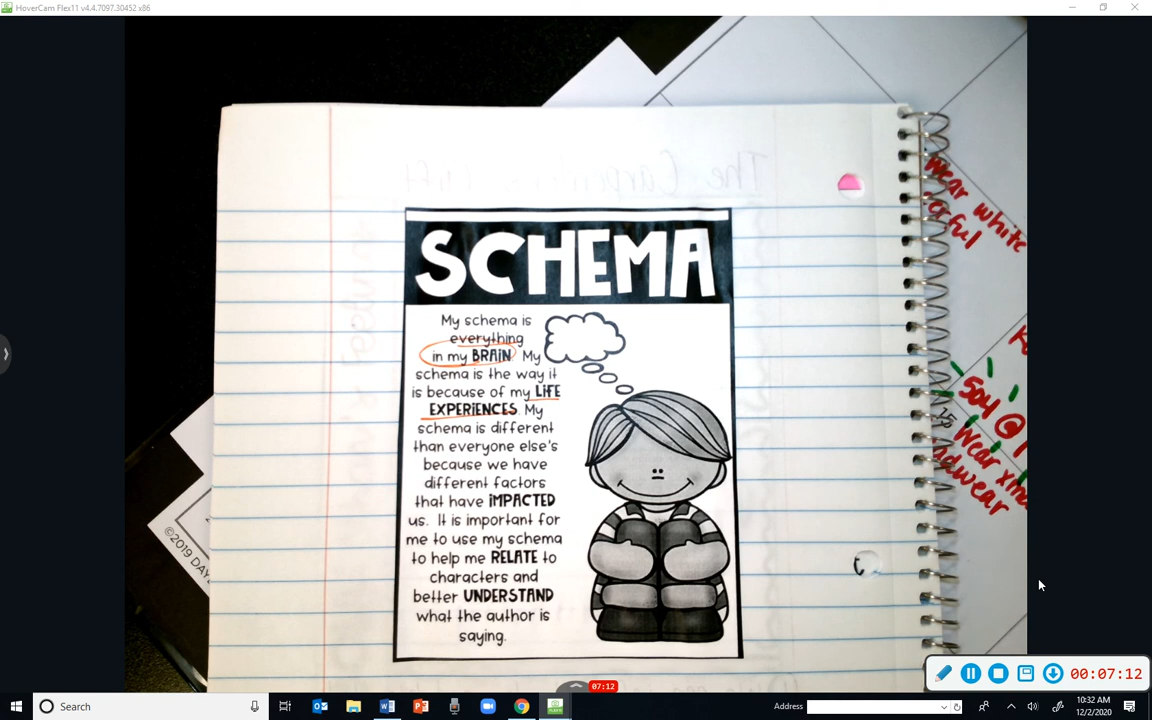 HoverCam Flex11 v4.4.7097.30452 x86
SCHEMA
My schema is
everything
in my BRAIN. My
schema is the way it
is because of my LIFE
EXPERIENCES. My
schema is different
than everyone else's
because we have
different factors
that have IMPACTED
us. It is important for
me to use my schema
to help me RELATE to
characters and
better UNDERSTAND
what the author is
saying.
wear white
504 @
15
Wear
©2019 DAY
00:07:12
07:12
Search
Address
10:32 AM
12/2/2020